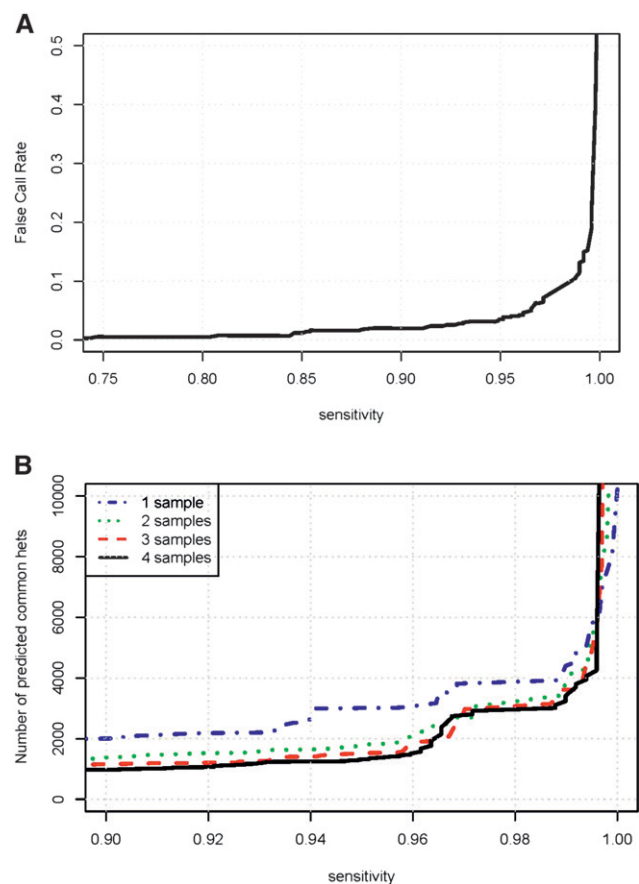 A
False Call Rate
0.5
0.4
0.3
0.2
0.1
0.0
0.75 0.80 0.85 0.90 0.95 1.00
sensitivity
B
Number of predicted common hets
10000
8000
6000
4000
2000
0
1 sample
2 samples
3 samples
4 samples
0.90 0.92 0.94 0.96 0.98 1.00
sensitivity